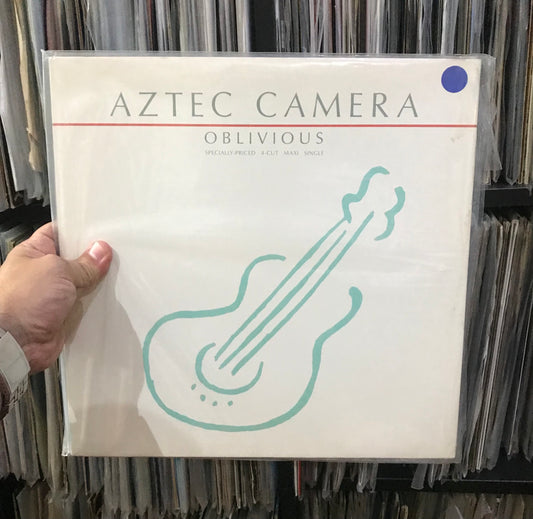 AZTEC CAMERA
OBLIVIOUS
SPECIALLY-PRICED 4-CUT MAXI SINGLE